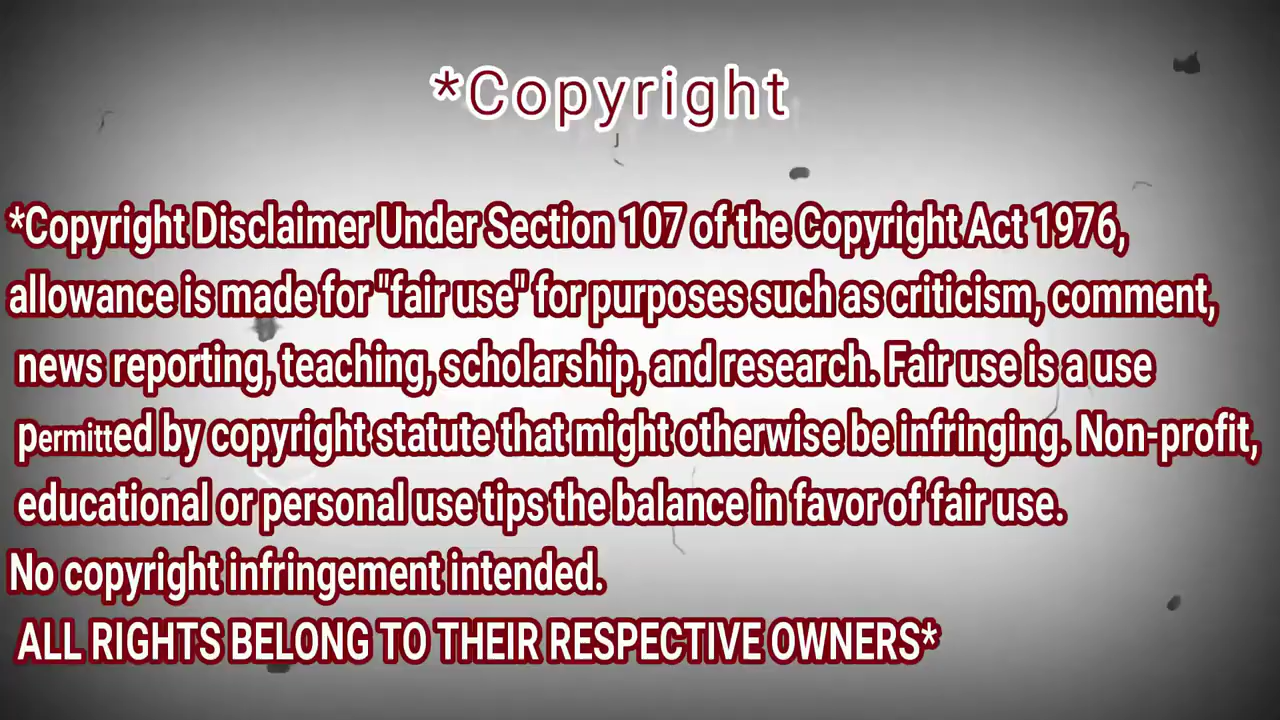 *Copyright
*Copyright Disclaimer Under Section 107 of the Copyright Act 1976,
allowance is made for "fair use" for purposes such as criticism, comment,
news reporting, teaching, scholarship, and research. Fair use is a use
permitted by copyright statute that might otherwise be infringing. Non-profit,
educational or personal use tips the balance in favor of fair use.
No copyright infringement intended.
ALL RIGHTS BELONG TO THEIR RESPECTIVE OWNERS*